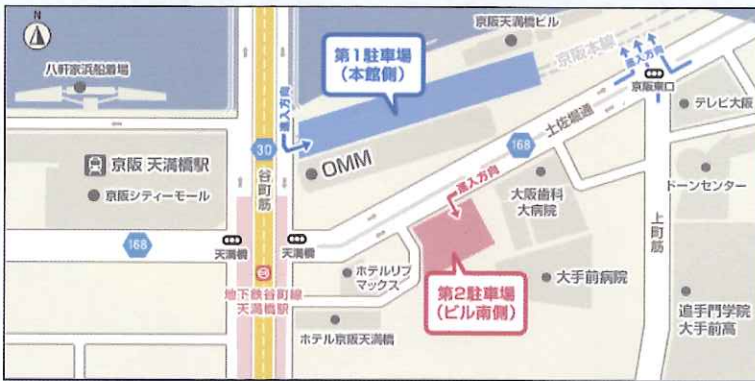 N
京阪天満橋ビル
京阪本線
八軒家浜船着場
第1駐車場
(本館側)
進入方向
京阪東口
進入方向
テレビ大阪
30
谷町筋
OMM
土佐堀通
168
京阪 天満橋駅
京阪シティーモール
進入方向
大阪歯科
大病院
ドーンセンター
上町筋
168
天満橋
天満橋
地下鉄谷町線
天満橋駅
ホテルリブ
マックス
第2駐車場
(ビル南側)
大手前病院
追手門学院
大手前高
ホテル京阪天満橋